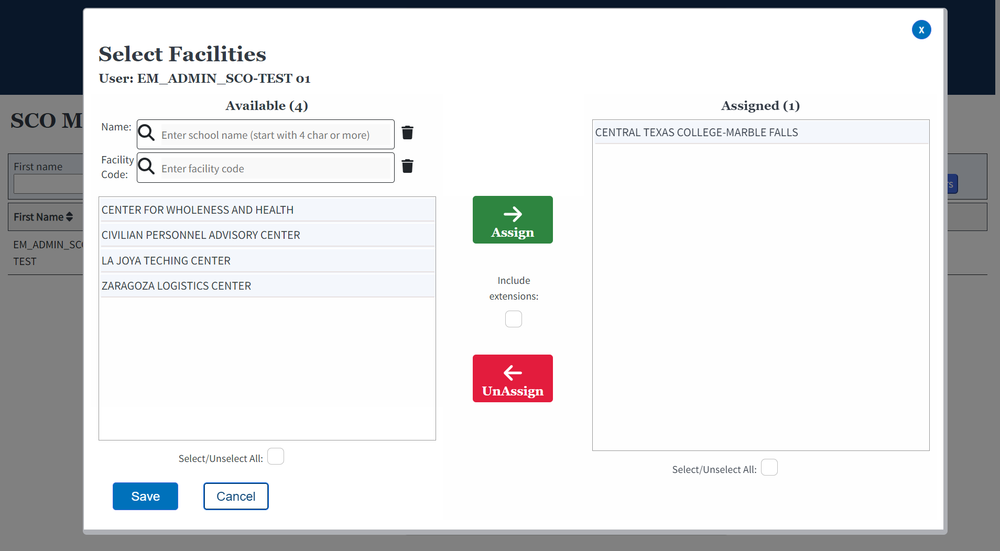 x
Select Facilities
User: EM_ADMIN_SCO-TEST 01
Available (4)
Name:
Enter school name (start with 4 char or more)
Facility
Code:
Enter facility code
CENTER FOR WHOLENESS AND HEALTH
CIVILIAN PERSONNEL ADVISORY CENTER
LA JOYA TECHING CENTER
ZARAGOZA LOGISTICS CENTER
Select/Unselect All:
Save
Cancel
Assign
Include
extensions:
UnAssign
Assigned (1)
CENTRAL TEXAS COLLEGE-MARBLE FALLS
Select/Unselect All:
SCO M
First name
First Name
EM_ADMIN_SCO
TEST